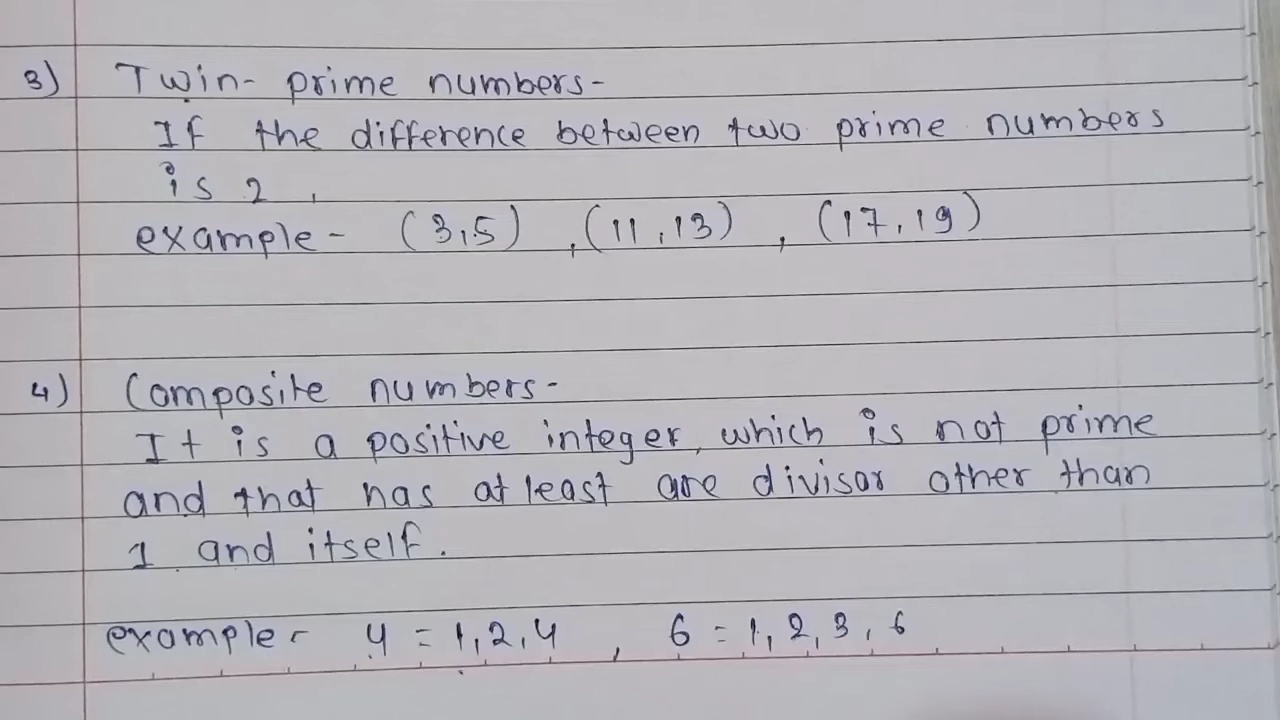 3) Twin- prime numbers-
If the difference between two prime numbers
is 2.
example- (3,5) , (11,13) , (17,19)
4) Composite numbers-
It is a positive integer, which is not prime
and that has at least are divisor other than
1 and itself.
example- 4 = 1,2,4 , 6 = 1,2,3,6